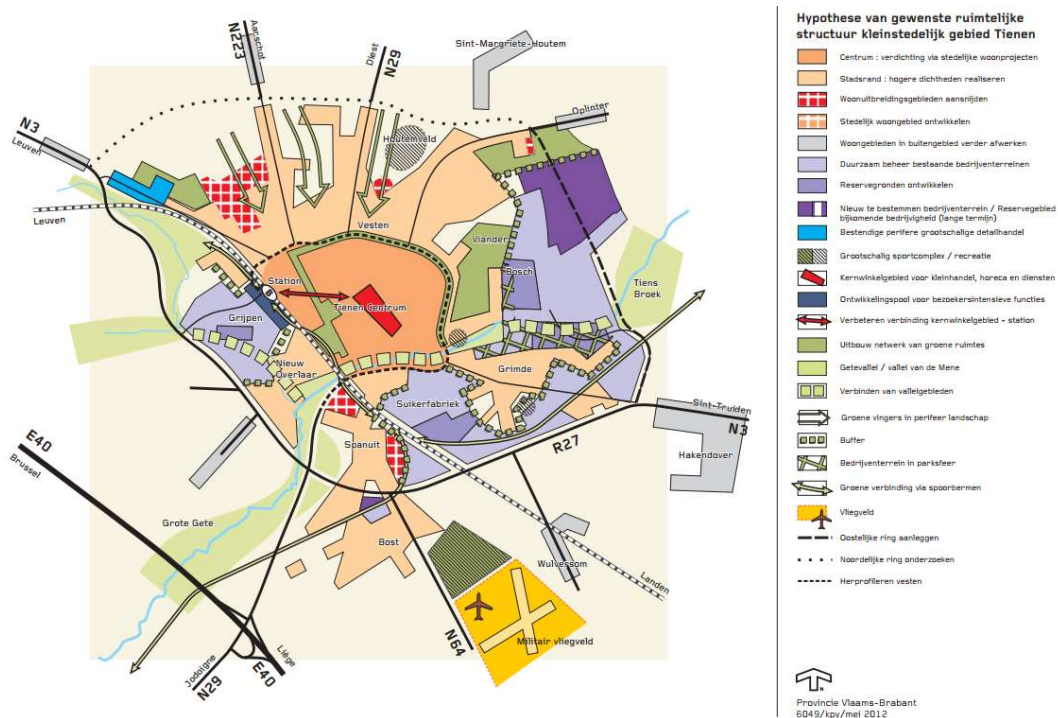 Hypothese van gewenste ruimtelijke
structuur kleinstedelijk gebied Tienen
Centrum : verdichting via stedelijke woonprojecten
Stadsrand : hogere dichtheden realiseren
Woonuitbreidingsgebieden aansnijden
Stedelijk woongebied ontwikkelen
Woongebieden in buitengebied verder afwerken
Duurzaam beheer bestaande bedrijventerreinen
Reservegronden ontwikkelen
Nieuw te bestemmen bedrijventerrein / Reservegebied
bijkomende bedrijvigheid (lange termijn)
Bestendige perifere grootschalige detailhandel
Grootschalig sportcomplex / recreatie
Kernwinkelgebied voor kleinhandel, horeca en diensten
Ontwikkelingspool voor bezoekersintensieve functies
Verbeteren verbinding kernwinkelgebied - station
Uitbouw netwerk van groene ruimtes
Getevallei / vallei van de Mene
Verbinden van valleigebieden
Groene vingers in perifeer landschap
Buffer
Bedrijventerrein in parksfeer
Groene verbinding via spoorbermen
Vliegveld
Oostelijke ring aanleggen
Noordelijke ring onderzoeken
Herprofileren vesten
N
Provincie Vlaams-Brabant
6049/kpv/mei 2012
N223
Aarschot
Diest
N29
Sint-Margriete-Houtem
Oplinter
N3
Leuven
Houtemveld
Leuven
Vesten
Viander
Station
S
Bosch
Tiens
Broek
Tienen Centrum
Grijpen
Nieuw
Overlaar
Grimde
Suikerfabriek
Sint-Truiden
N3
R27
Hakendover
Spanuit
E40
Brussel
Grote Gete
Bost
Wulversom
Landen
Militair vliegveld
N64
Jodoigne
N29
Liège
E40